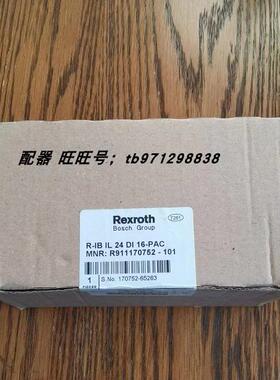 配器 旺旺号；tb971298838
Rexroth
Bosch Group
7261
R-IB IL 24 DI 16-PAC
MNR: R911170752 - 101
1
S.No. 170752-65263